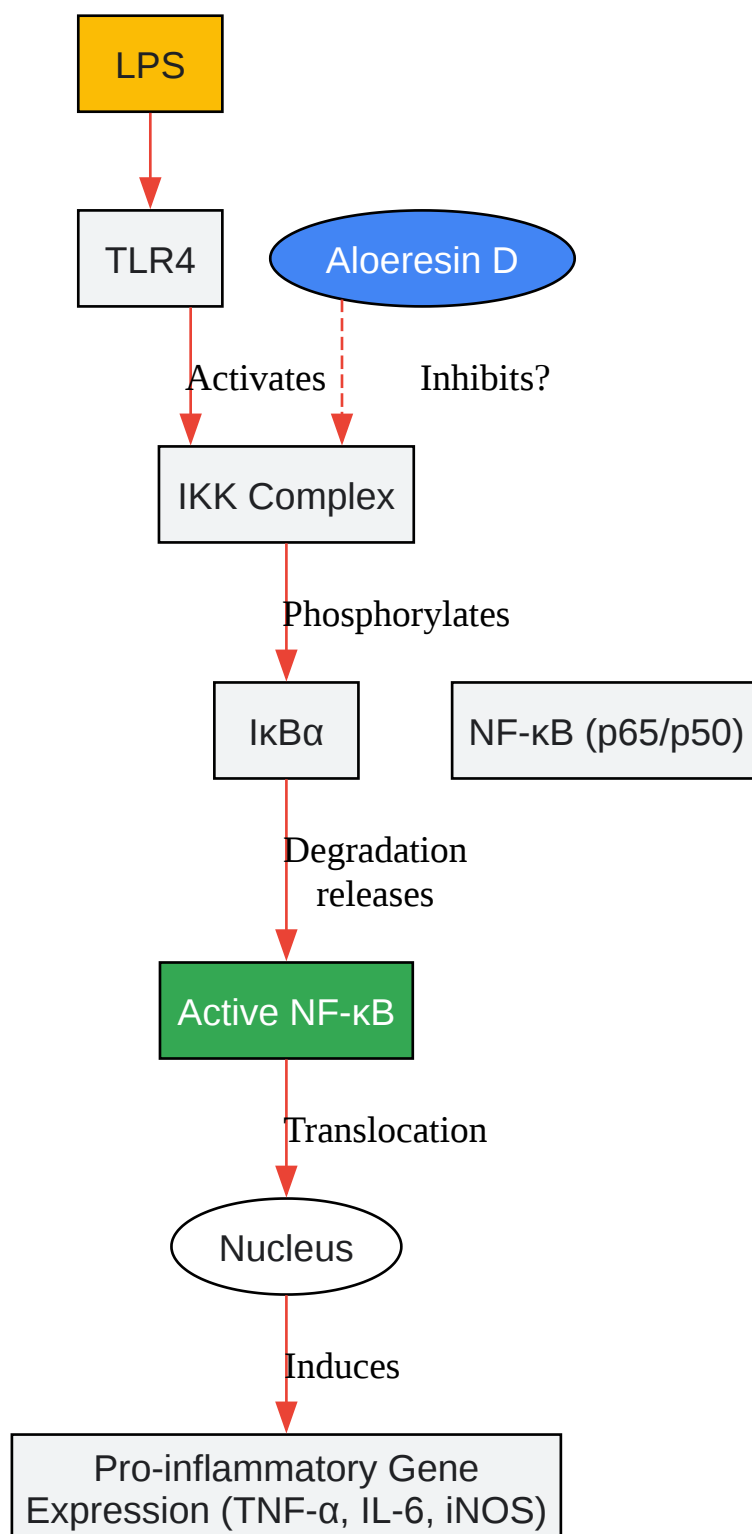 LPS
TLR4
Aloeresin D
Activates
Inhibits?
IKK Complex
Phosphorylates
IκBα
NF-κB (p65/p50)
Degradation
releases
Active NF-κB
Translocation
Nucleus
Induces
Pro-inflammatory Gene
Expression (TNF-α, IL-6, iNOS)